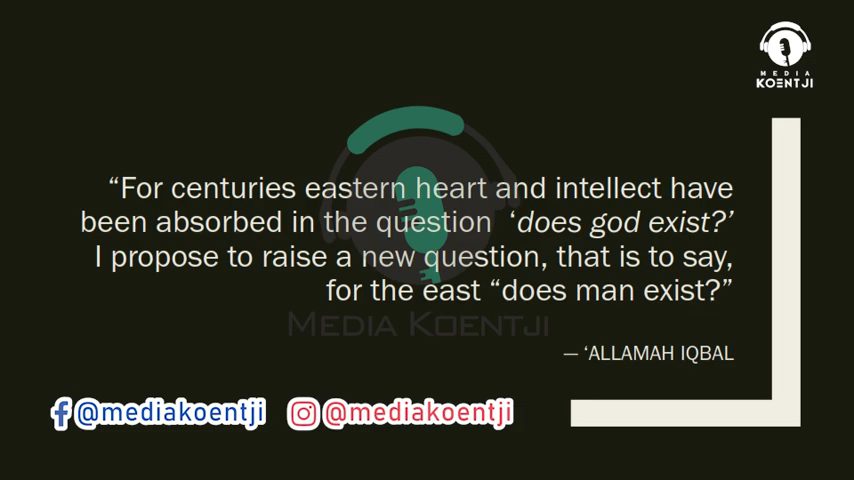 MEDIA
KOENTJI
“For centuries eastern heart and intellect have
been absorbed in the question ‘does god exist?’
I propose to raise a new question, that is to say,
for the east “does man exist?”
MEDIA KOENTJI
— ‘ALLAMAH IQBAL
@mediakoentji @mediakoentji